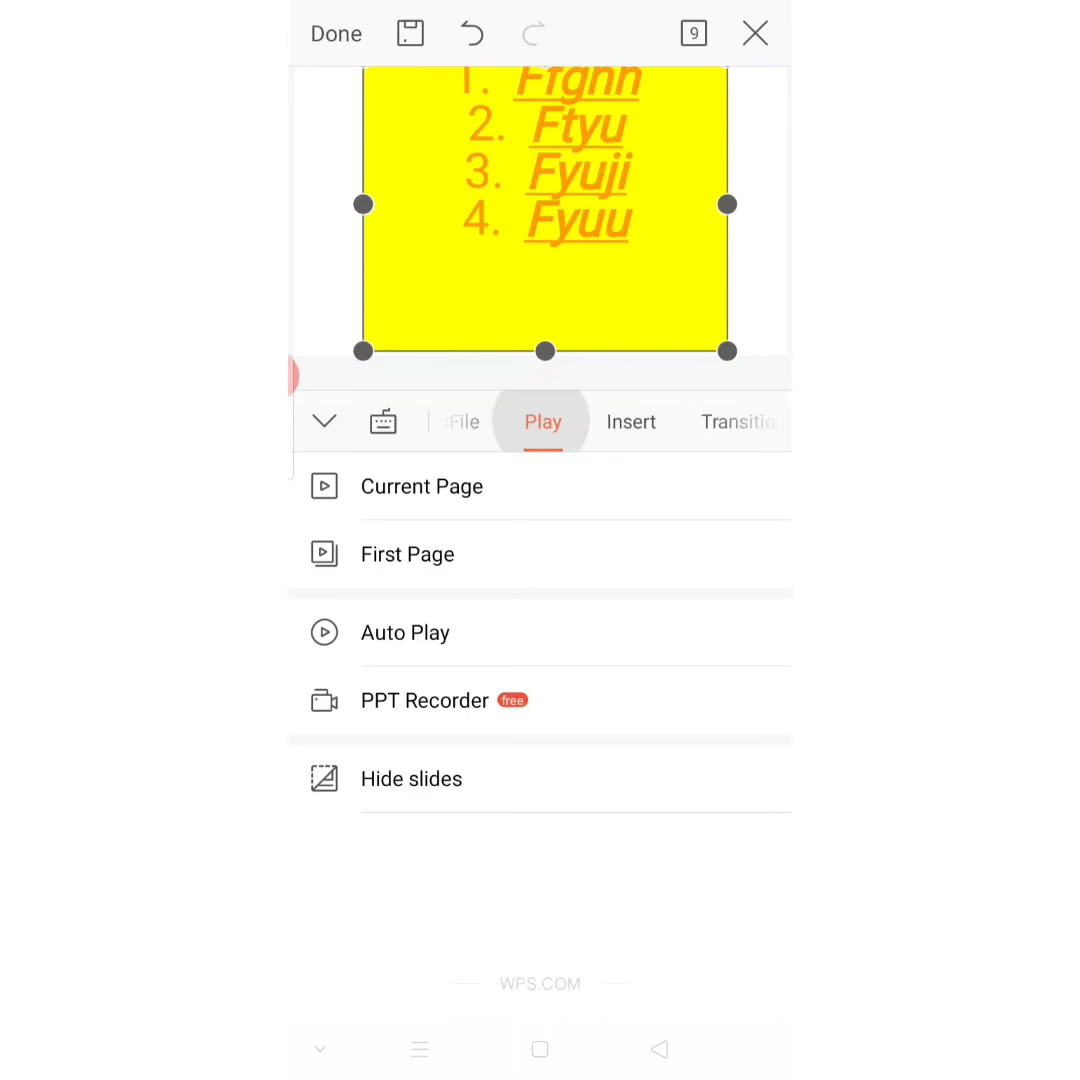 Done
9
1. Ffghh
2. Ftyu
3. Fyuji
4. Fyuu
File Play Insert Transitio
Current Page
First Page
Auto Play
PPT Recorder free
Hide slides
WPS.COM